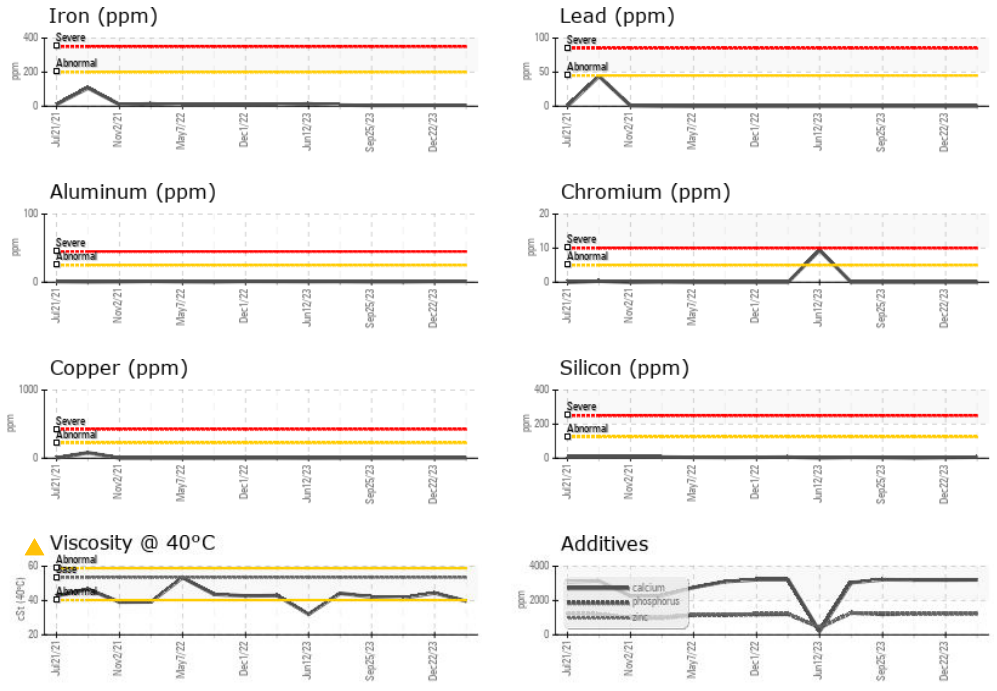 Iron (ppm)
400
200
0
ppm
Severe
Abnormal
Jul21/21
Nov2/21
May7/22
Dec1/22
Jun12/23
Sep25/23
Dec22/23
Lead (ppm)
100
50
0
ppm
Severe
Abnormal
Jul21/21
Nov2/21
May7/22
Dec1/22
Jun12/23
Sep25/23
Dec22/23
Aluminum (ppm)
100
50
0
ppm
Severe
Abnormal
Jul21/21
Nov2/21
May7/22
Dec1/22
Jun12/23
Sep25/23
Dec22/23
Chromium (ppm)
20
10
0
ppm
Severe
Abnormal
Jul21/21
Nov2/21
May7/22
Dec1/22
Jun12/23
Sep25/23
Dec22/23
Copper (ppm)
1000
500
0
ppm
Severe
Abnormal
Jul21/21
Nov2/21
May7/22
Dec1/22
Jun12/23
Sep25/23
Dec22/23
Silicon (ppm)
400
200
0
ppm
Severe
Abnormal
Jul21/21
Nov2/21
May7/22
Dec1/22
Jun12/23
Sep25/23
Dec22/23
Viscosity @ 40°C
60
50
40
30
20
cSt (40°C)
Abnormal
Base
Abnormal
Jul21/21
Nov2/21
May7/22
Dec1/22
Jun12/23
Sep25/23
Dec22/23
Additives
4000
2000
0
ppm
calcium
phosphorus
zinc
Jul21/21
Nov2/21
May7/22
Dec1/22
Jun12/23
Sep25/23
Dec22/23